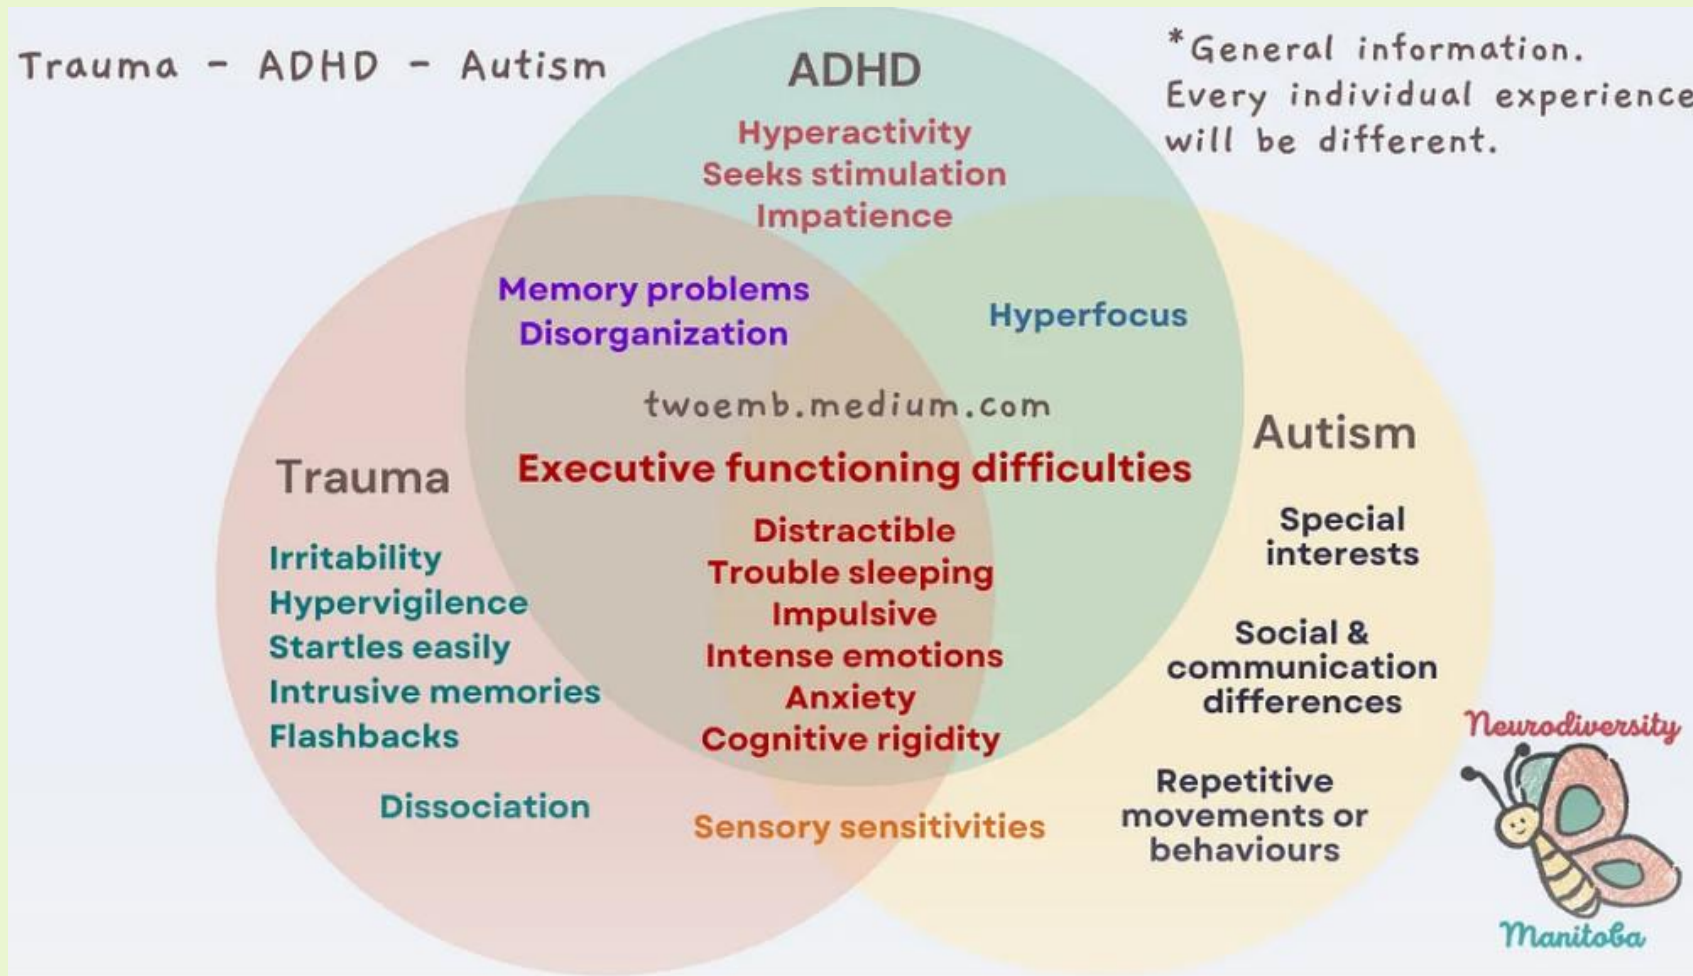 Trauma - ADHD - Autism
*General information.
Every individual experience
will be different.
ADHD
Hyperactivity
Seeks stimulation
Impatience
Memory problems
Disorganization
Hyperfocus
twoemb.medium.com
Executive functioning difficulties
Distractible
Trouble sleeping
Impulsive
Intense emotions
Anxiety
Cognitive rigidity
Trauma
Irritability
Hypervigilence
Startles easily
Intrusive memories
Flashbacks
Dissociation
Sensory sensitivities
Autism
Special
interests
Social &
communication
differences
Repetitive
movements or
behaviours
Neurodiversity
Manitoba